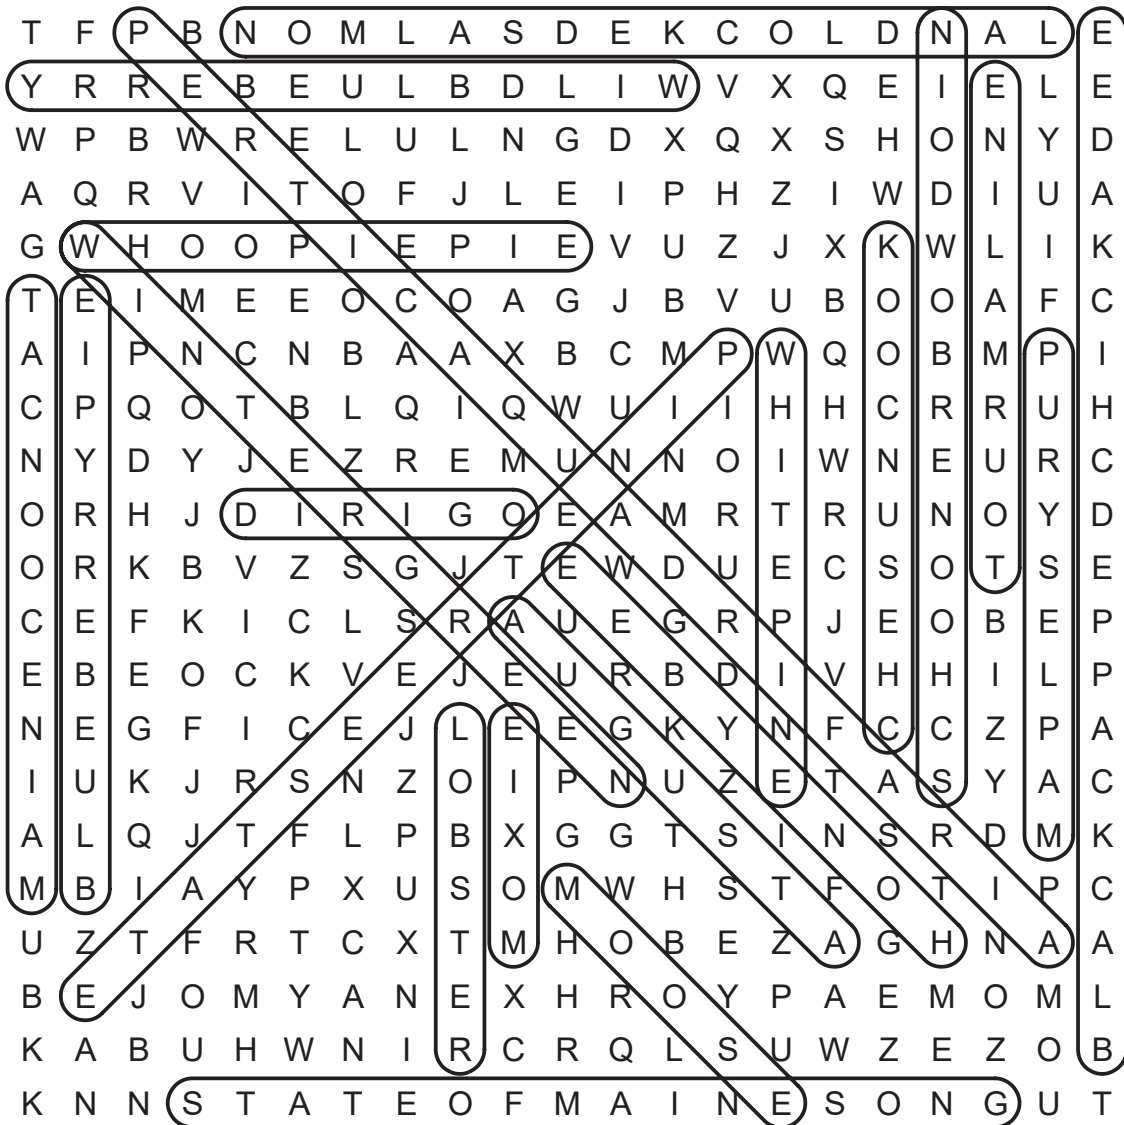 T F P B N O M L A S D E K C O L D N A L E
Y R R E B E U L B D L I W V X Q E I E L E
W P B W R E L U L N G D X Q X S H O N Y D
A Q R V I T O F J L E I P H Z I W D I U A
G W H O O P I E P I E V U Z J X K W L I K
T E I M E E O C O A G J B V U B O O A F C
A I P N C N B A A X B C M P W Q O B M P I
C P Q O T B L Q I Q W U I I H H C R R U H
N Y D Y J E Z R E M U N N O I W N E U R C
O R H J D I R I G O E A M R T R U N O Y D
O R K B V Z S G J T E W D U E C S O T S E
C E F K I C L S R A U E G R P J E O B E P
E B E O C K V E J E U R B D I V H H I L P
N E G F I C E J L E E G K Y N F C C Z P A
I U K J R S N Z O I P N U Z E T A S Y A C
A L Q J T F L P B X G G T S I N S R D M K
M B I A Y P X U S O M W H S T F O T I P C
U Z T F R T C X T M H O B E Z A G H N A A
B E J O M Y A N E X H R O Y P A E M O M L
K A B U H W N I R C R Q L S U W Z E Z O B
K N N S T A T E O F M A I N E S O N G U T